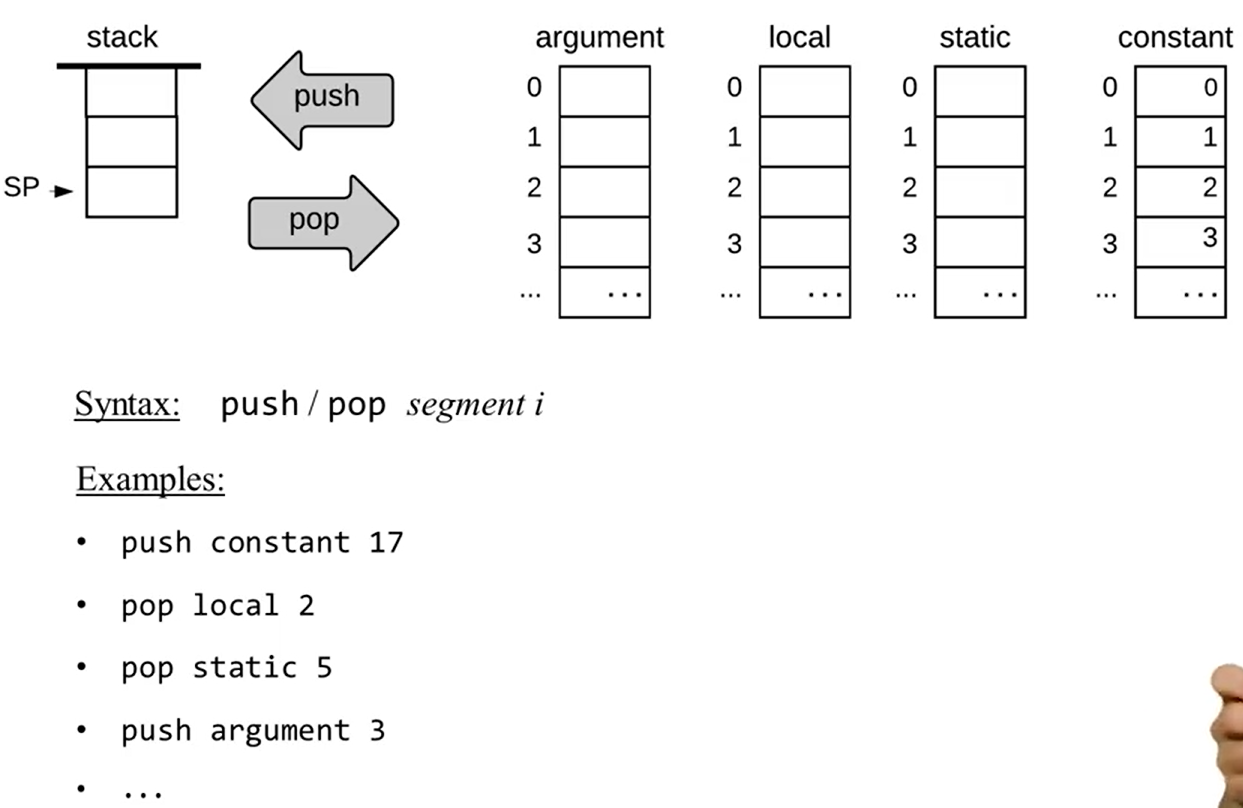 stack
argument local static constant
push
pop
SP
0 0 0 0 0
1 1 1 1 1
2 2 2 2 2
3 3 3 3 3
... ... ... ... ... ... ... ...
Syntax: push / pop segment i
Examples:
• push constant 17
• pop local 2
• pop static 5
• push argument 3
• ...